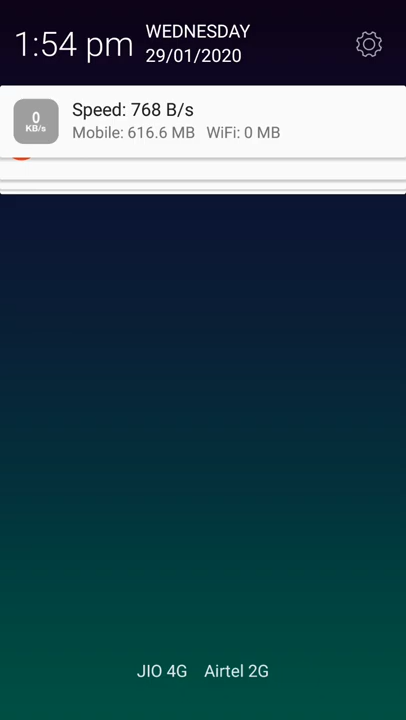 1:54 pm
WEDNESDAY
29/01/2020
0
KB/s
Speed: 768 B/s
Mobile: 616.6 MB WiFi: 0 MB
JIO 4G Airtel 2G